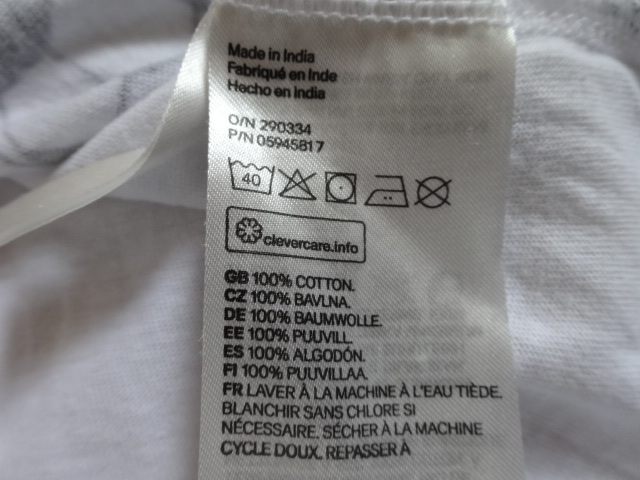 Made in India
Fabriqué en Inde
Hecho en India
O/N 290334
P/N 05945817
40
clevercare.info
GB 100% COTTON.
CZ 100% BAVLNA.
DE 100% BAUMWOLLE.
EE 100% PUUVILL.
ES 100% ALGODÓN.
FI 100% PUUVILLAA.
FR LAVER À LA MACHINE À L'EAU TIÈDE.
BLANCHIR SANS CHLORE SI
NÉCESSAIRE. SÉCHER À LA MACHINE
CYCLE DOUX. REPASSER À